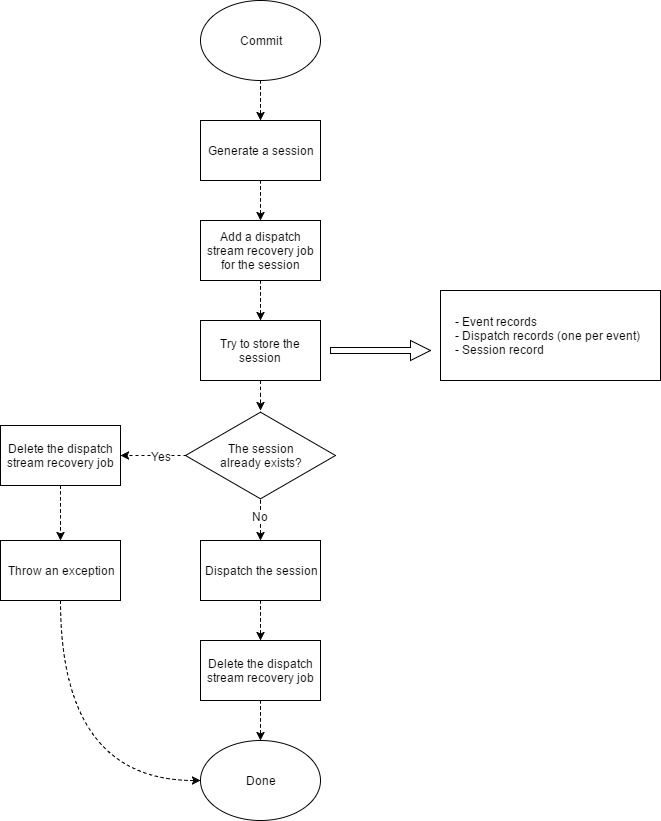 Commit
Generate a session
Add a dispatch
stream recovery job
for the session
Try to store the
session
- Event records
- Dispatch records (one per event)
- Session record
The session
already exists?
Yes
Delete the dispatch
stream recovery job
No
Throw an exception
Dispatch the session
Delete the dispatch
stream recovery job
Done